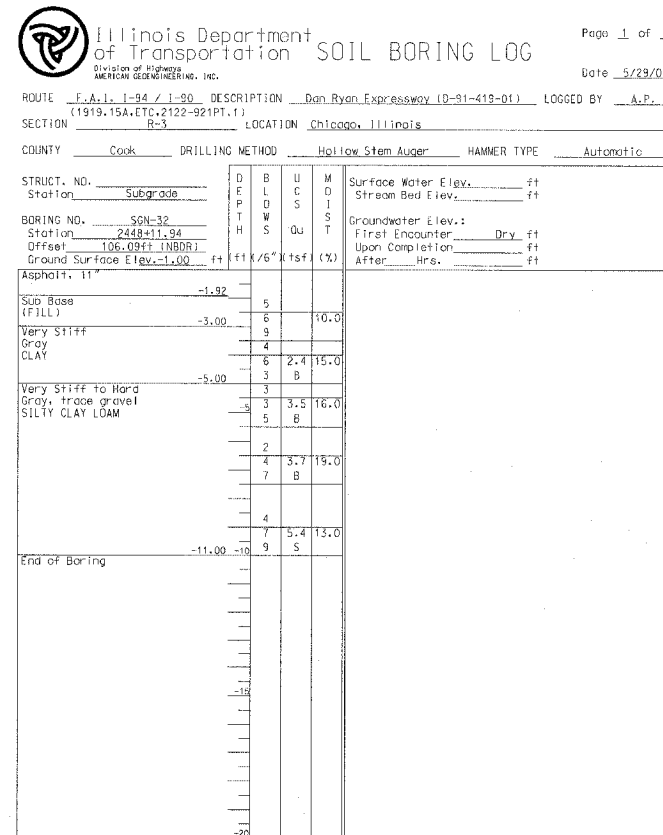 Illinois Department
of Transportation
Division of Highways
AMERICAN GEOENGINEERING, INC.
SOIL BORING LOG
Page 1 of
Date 5/29/0
ROUTE F.A.I. I-94 / I-90 DESCRIPTION Dan Ryan Expressway (D-91-419-01) LOGGED BY A.P.
(1919.15A,ETC,2122-921PT.1)
SECTION R-3 LOCATION Chicago, Illinois
COUNTY Cook DRILLING METHOD Hollow Stem Auger HAMMER TYPE Automatic
STRUCT. NO.
Station Subgrade
BORING NO. SGN-32
Station 2448+11.94
Offset 106.09ft (NBDR)
Ground Surface Elev. -1.00 ft
DEPTH (ft)
BLOWS (/6")
UCS Qu (tsf)
MOIST (%)
Surface Water Elev. ft
Stream Bed Elev. ft
Groundwater Elev.:
First Encounter Dry ft
Upon Completion ft
After Hrs. ft
Asphalt, 11"
-1.92
Sub Base 5
(FILL) -3.00 6 10.0
Very Stiff 9
Gray 4
CLAY 6 2.4 15.0
-5.00 3 B
Very Stiff to Hard 3
Gray, trace gravel -5 3 3.5 16.0
SILTY CLAY LOAM 5 B
2
4 3.7 19.0
7 B
4
7 5.4 13.0
-11.00 -10 9 S
End of Boring
-15
-20